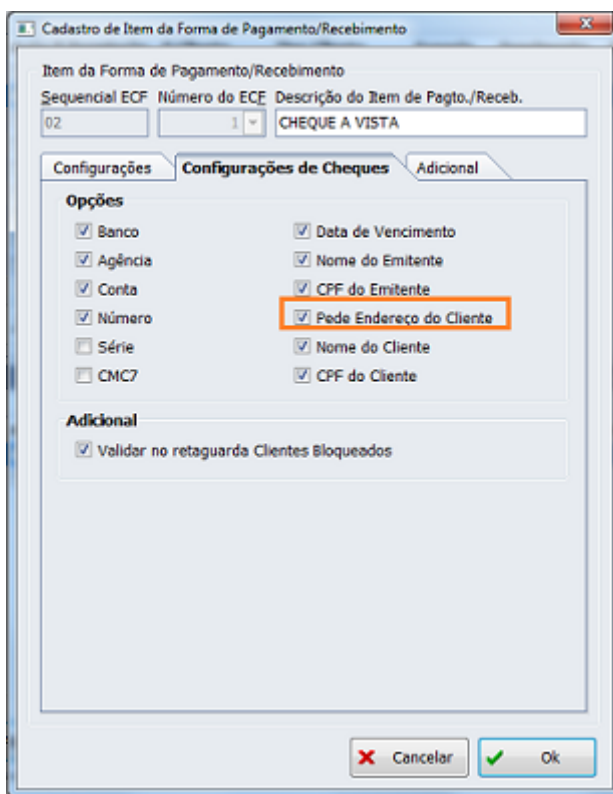 Cadastro de Item da Forma de Pagamento/Recebimento
Item da Forma de Pagamento/Recebimento
Sequencial ECF Número do ECF Descrição do Item de Pagto./Receb.
02 1 CHEQUE A VISTA
Configurações Configurações de Cheques Adicional
Opções
Banco Data de Vencimento
Agência Nome do Emitente
Conta CPF do Emitente
Número Pede Endereço do Cliente
Série Nome do Cliente
CMC7 CPF do Cliente
Adicional
Validar no retaguarda Clientes Bloqueados
Cancelar Ok